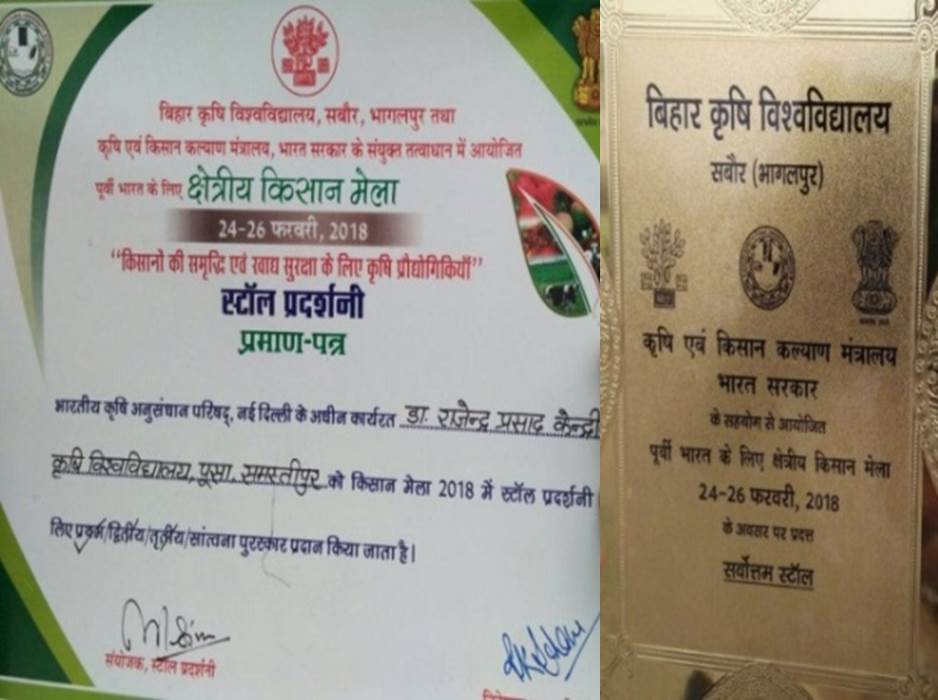 बिहार कृषि विश्वविद्यालय, सबौर, भागलपुर तथा
कृषि एवं किसान कल्याण मंत्रालय, भारत सरकार के संयुक्त तत्वाधान में आयोजित
पूर्वी भारत के लिए क्षेत्रीय किसान मेला
24-26 फरवरी, 2018
“किसानो की समृद्धि एवं खाद्य सुरक्षा के लिए कृषि प्रौद्योगिकियाँ”
स्टॉल प्रदर्शनी
प्रमाण-पत्र
भारतीय कृषि अनुसंधान परिषद्, नई दिल्ली के अधीन कार्यरत डा. राजेन्द्र प्रसाद केन्द्री
कृषि विश्वविद्यालय, पूसा, समस्तीपुर को किसान मेला 2018 में स्टॉल प्रदर्शनी
लिए प्रथम/द्वितीय/तृतीय/सांत्वना पुरस्कार प्रदान किया जाता है।
संयोजक, स्टॉल प्रदर्शनी
बिहार कृषि विश्वविद्यालय
सबौर (भागलपुर)
कृषि एवं किसान कल्याण मंत्रालय
भारत सरकार
के सहयोग से आयोजित
पूर्वी भारत के लिए क्षेत्रीय किसान मेला
24-26 फरवरी, 2018
के अवसर पर प्रदत्त
सर्वोत्तम स्टॉल